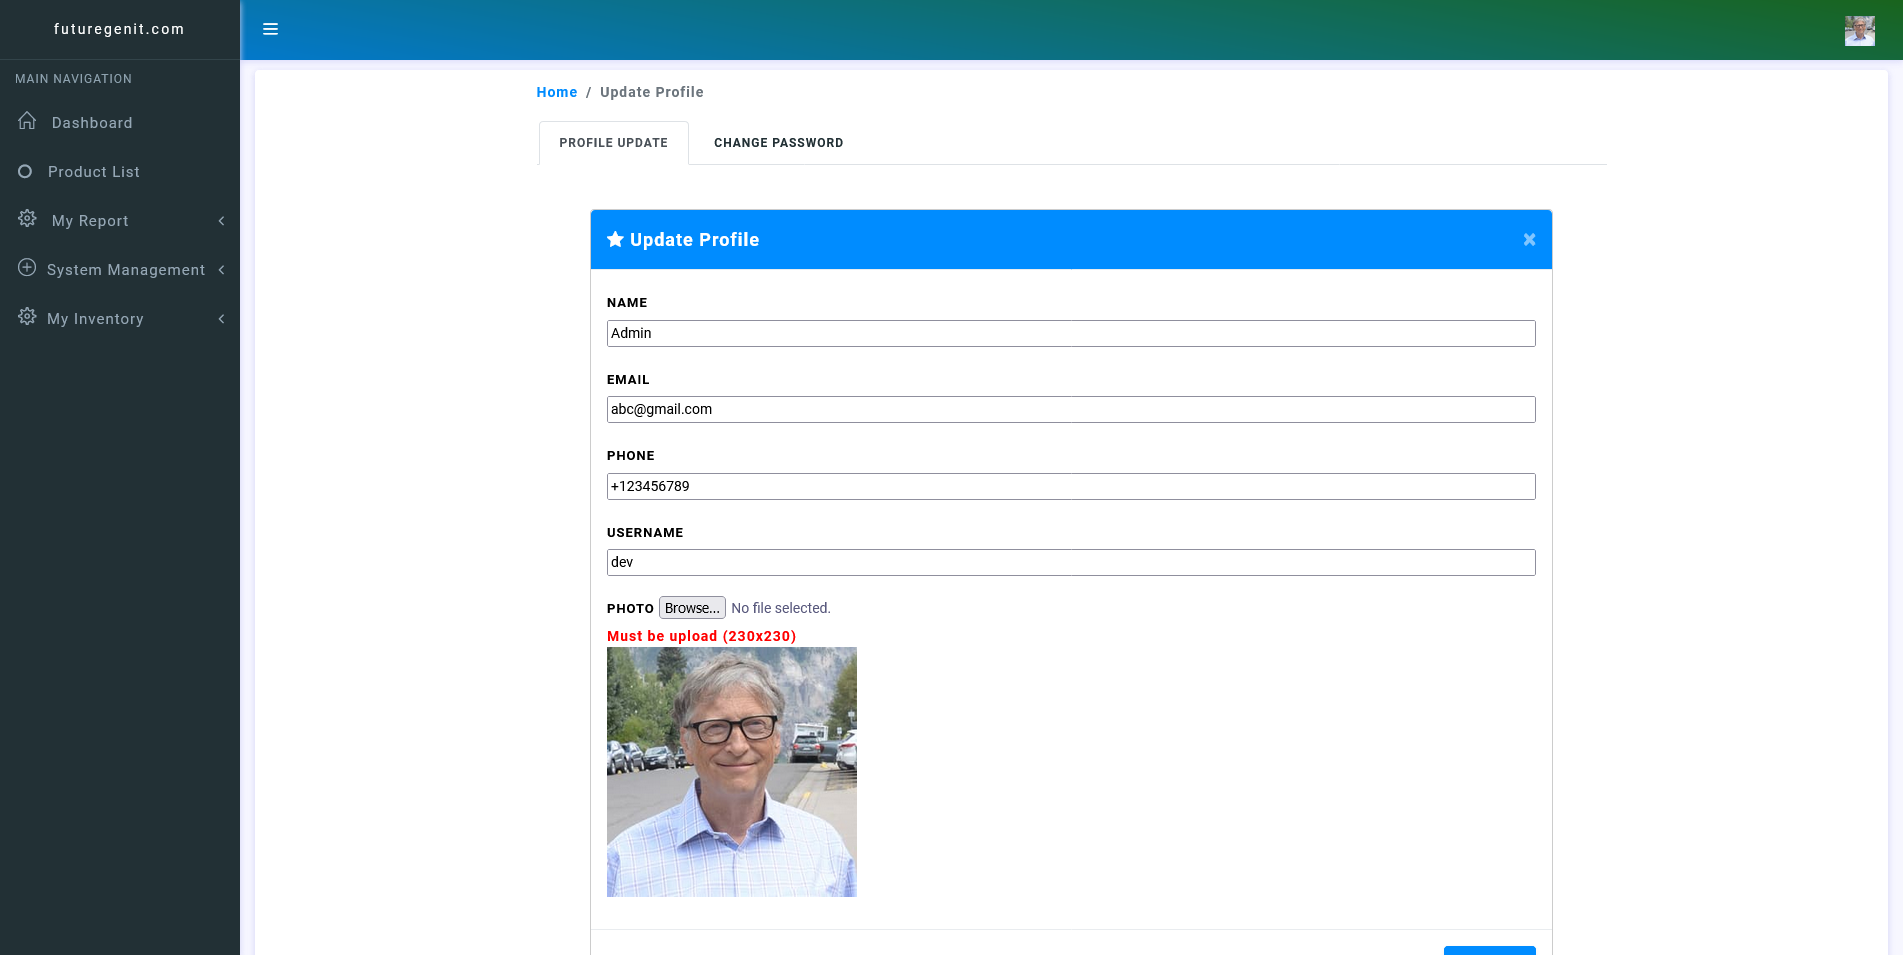 futuregenit.com
MAIN NAVIGATION
Dashboard
Product List
My Report
System Management
My Inventory
Home / Update Profile
PROFILE UPDATE
CHANGE PASSWORD
Update Profile
NAME
Admin
EMAIL
abc@gmail.com
PHONE
+123456789
USERNAME
dev
PHOTO Browse... No file selected.
Must be upload (230x230)